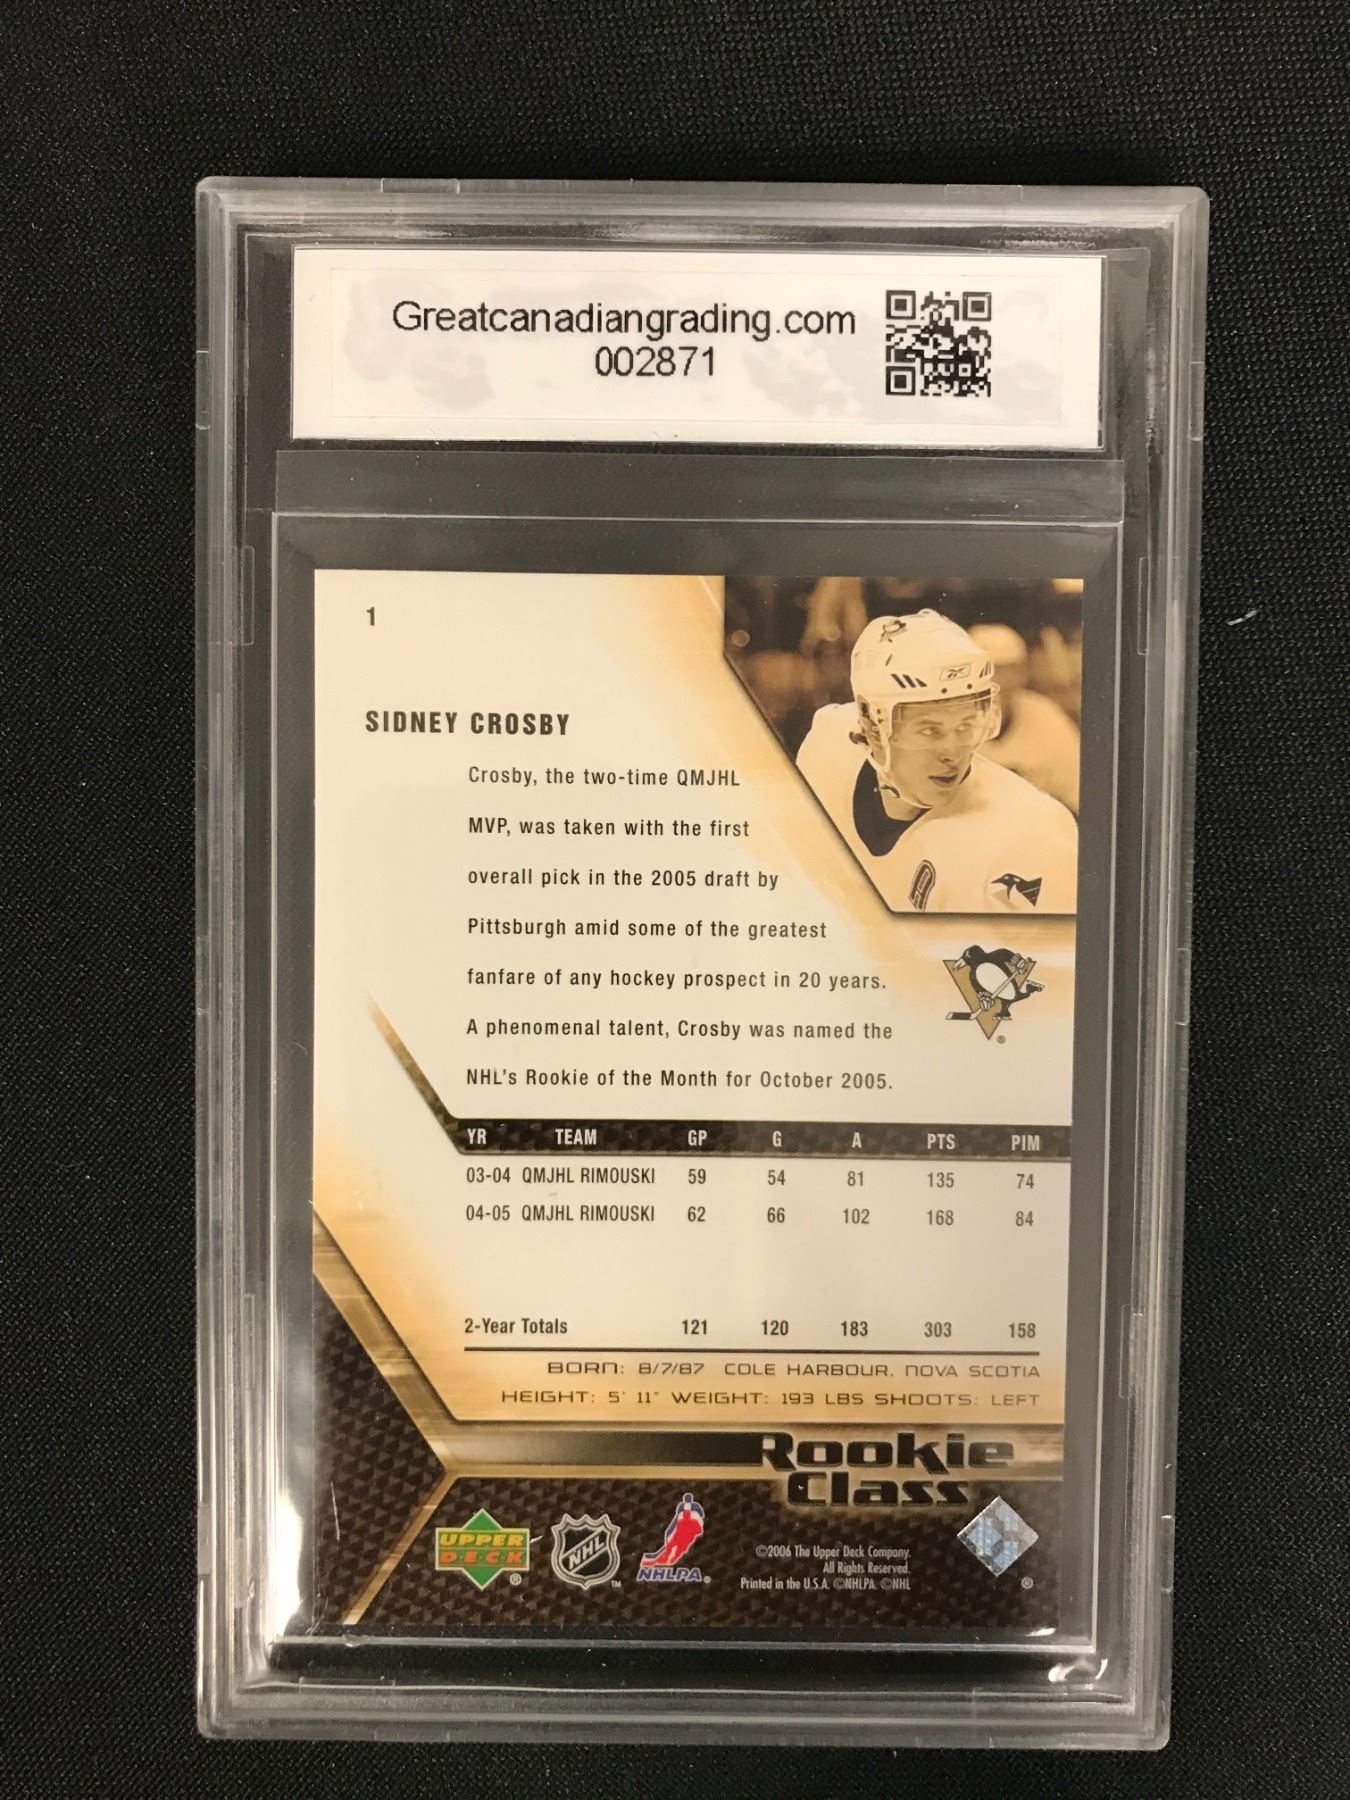 Greatcanadiangrading.com
002871
1
SIDNEY CROSBY
Crosby, the two-time QMJHL
MVP, was taken with the first
overall pick in the 2005 draft by
Pittsburgh amid some of the greatest
fanfare of any hockey prospect in 20 years.
A phenomenal talent, Crosby was named the
NHL's Rookie of the Month for October 2005.
YR TEAM GP G A PTS PIM
03-04 QMJHL RIMOUSKI 59 54 81 135 74
04-05 QMJHL RIMOUSKI 62 66 102 168 84
2-Year Totals 121 120 183 303 158
BORN: 8/7/87 COLE HARBOUR, NOVA SCOTIA
HEIGHT: 5' 11" WEIGHT: 193 LBS SHOOTS: LEFT
Rookie
Class
UPPER
DECK ®
NHL ™
NHLPA ®
©2006 The Upper Deck Company.
All Rights Reserved.
Printed in the U.S.A. ©NHLPA ©NHL
®